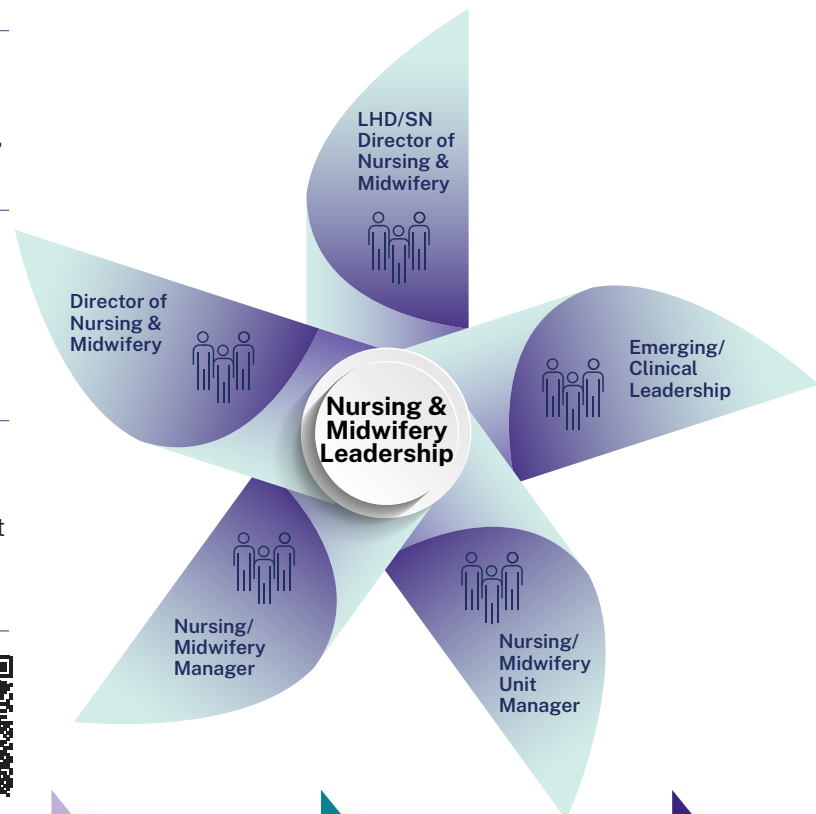 LHD/SN
Director of
Nursing &
Midwifery
Director of
Nursing &
Midwifery
Emerging/
Clinical
Leadership
Nursing &
Midwifery
Leadership
Nursing/
Midwifery
Manager
Nursing/
Midwifery
Unit
Manager